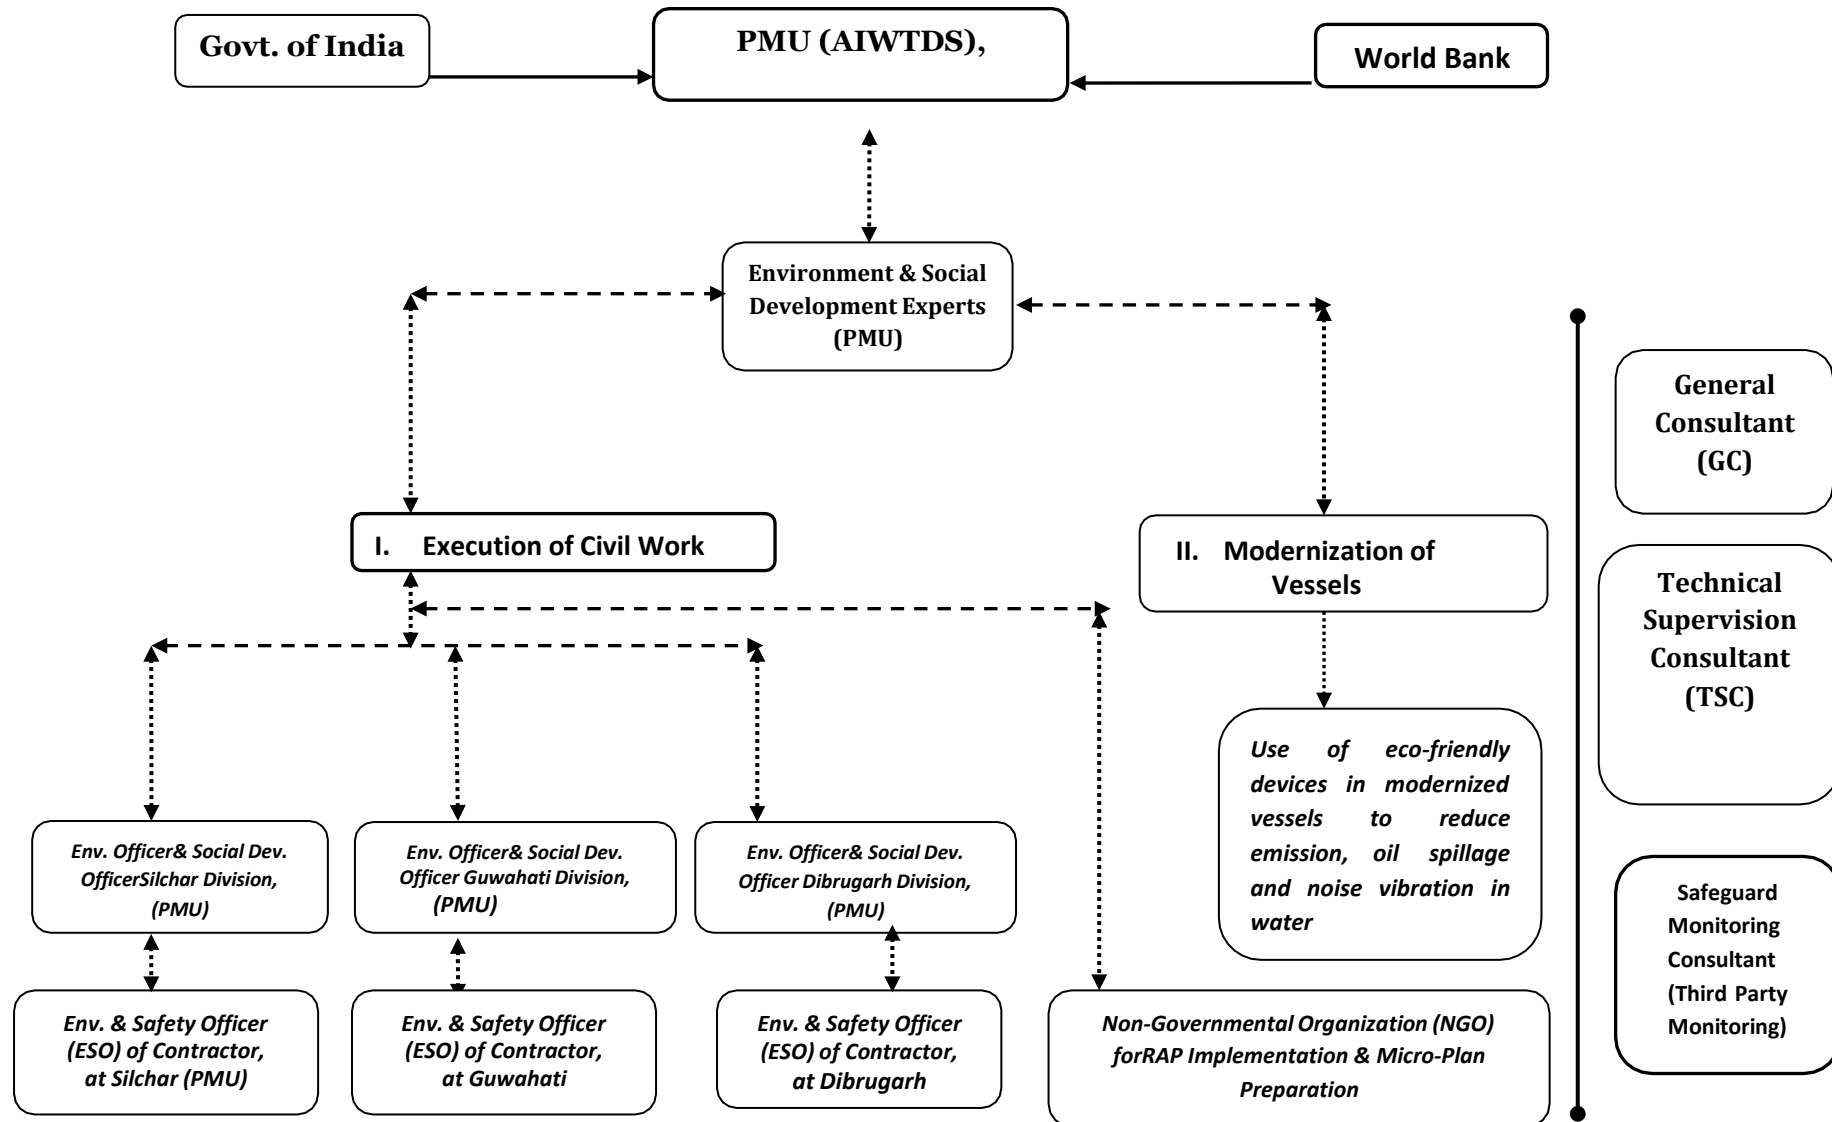 Govt. of India
PMU (AIWTDS),
World Bank
Environment & Social
Development Experts
(PMU)
General
Consultant
(GC)
I. Execution of Civil Work
II. Modernization of
Vessels
Technical
Supervision
Consultant
(TSC)
Use of eco-friendly
devices in modernized
vessels to reduce
emission, oil spillage
and noise vibration in
water
Env. Officer& Social Dev.
OfficerSilchar Division,
(PMU)
Env. Officer& Social Dev.
Officer Guwahati Division,
(PMU)
Env. Officer& Social Dev.
Officer Dibrugarh Division,
(PMU)
Safeguard
Monitoring
Consultant
(Third Party
Monitoring)
Env. & Safety Officer
(ESO) of Contractor,
at Silchar (PMU)
Env. & Safety Officer
(ESO) of Contractor,
at Guwahati
Env. & Safety Officer
(ESO) of Contractor,
at Dibrugarh
Non-Governmental Organization (NGO)
forRAP Implementation & Micro-Plan
Preparation